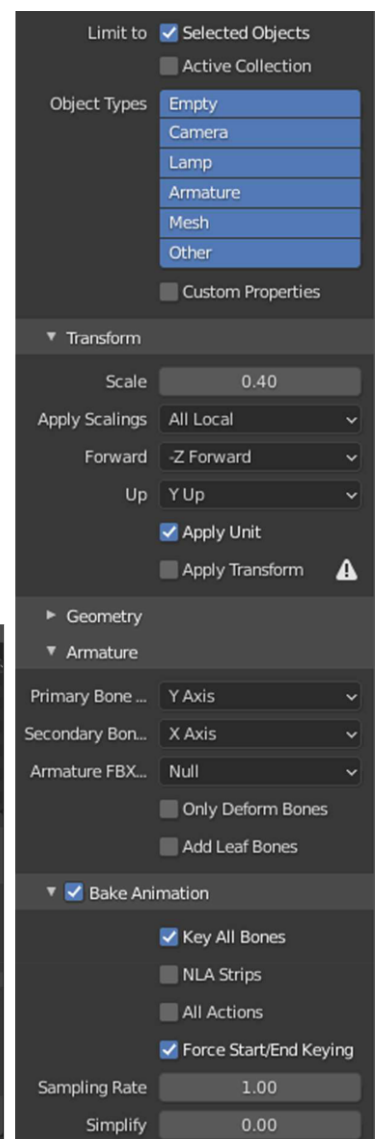 Limit to Selected Objects
Active Collection
Object Types Empty
Camera
Lamp
Armature
Mesh
Other
Custom Properties
Transform
Scale 0.40
Apply Scalings All Local
Forward -Z Forward
Up Y Up
Apply Unit
Apply Transform
Geometry
Armature
Primary Bone ... Y Axis
Secondary Bon... X Axis
Armature FBX... Null
Only Deform Bones
Add Leaf Bones
Bake Animation
Key All Bones
NLA Strips
All Actions
Force Start/End Keying
Sampling Rate 1.00
Simplify 0.00